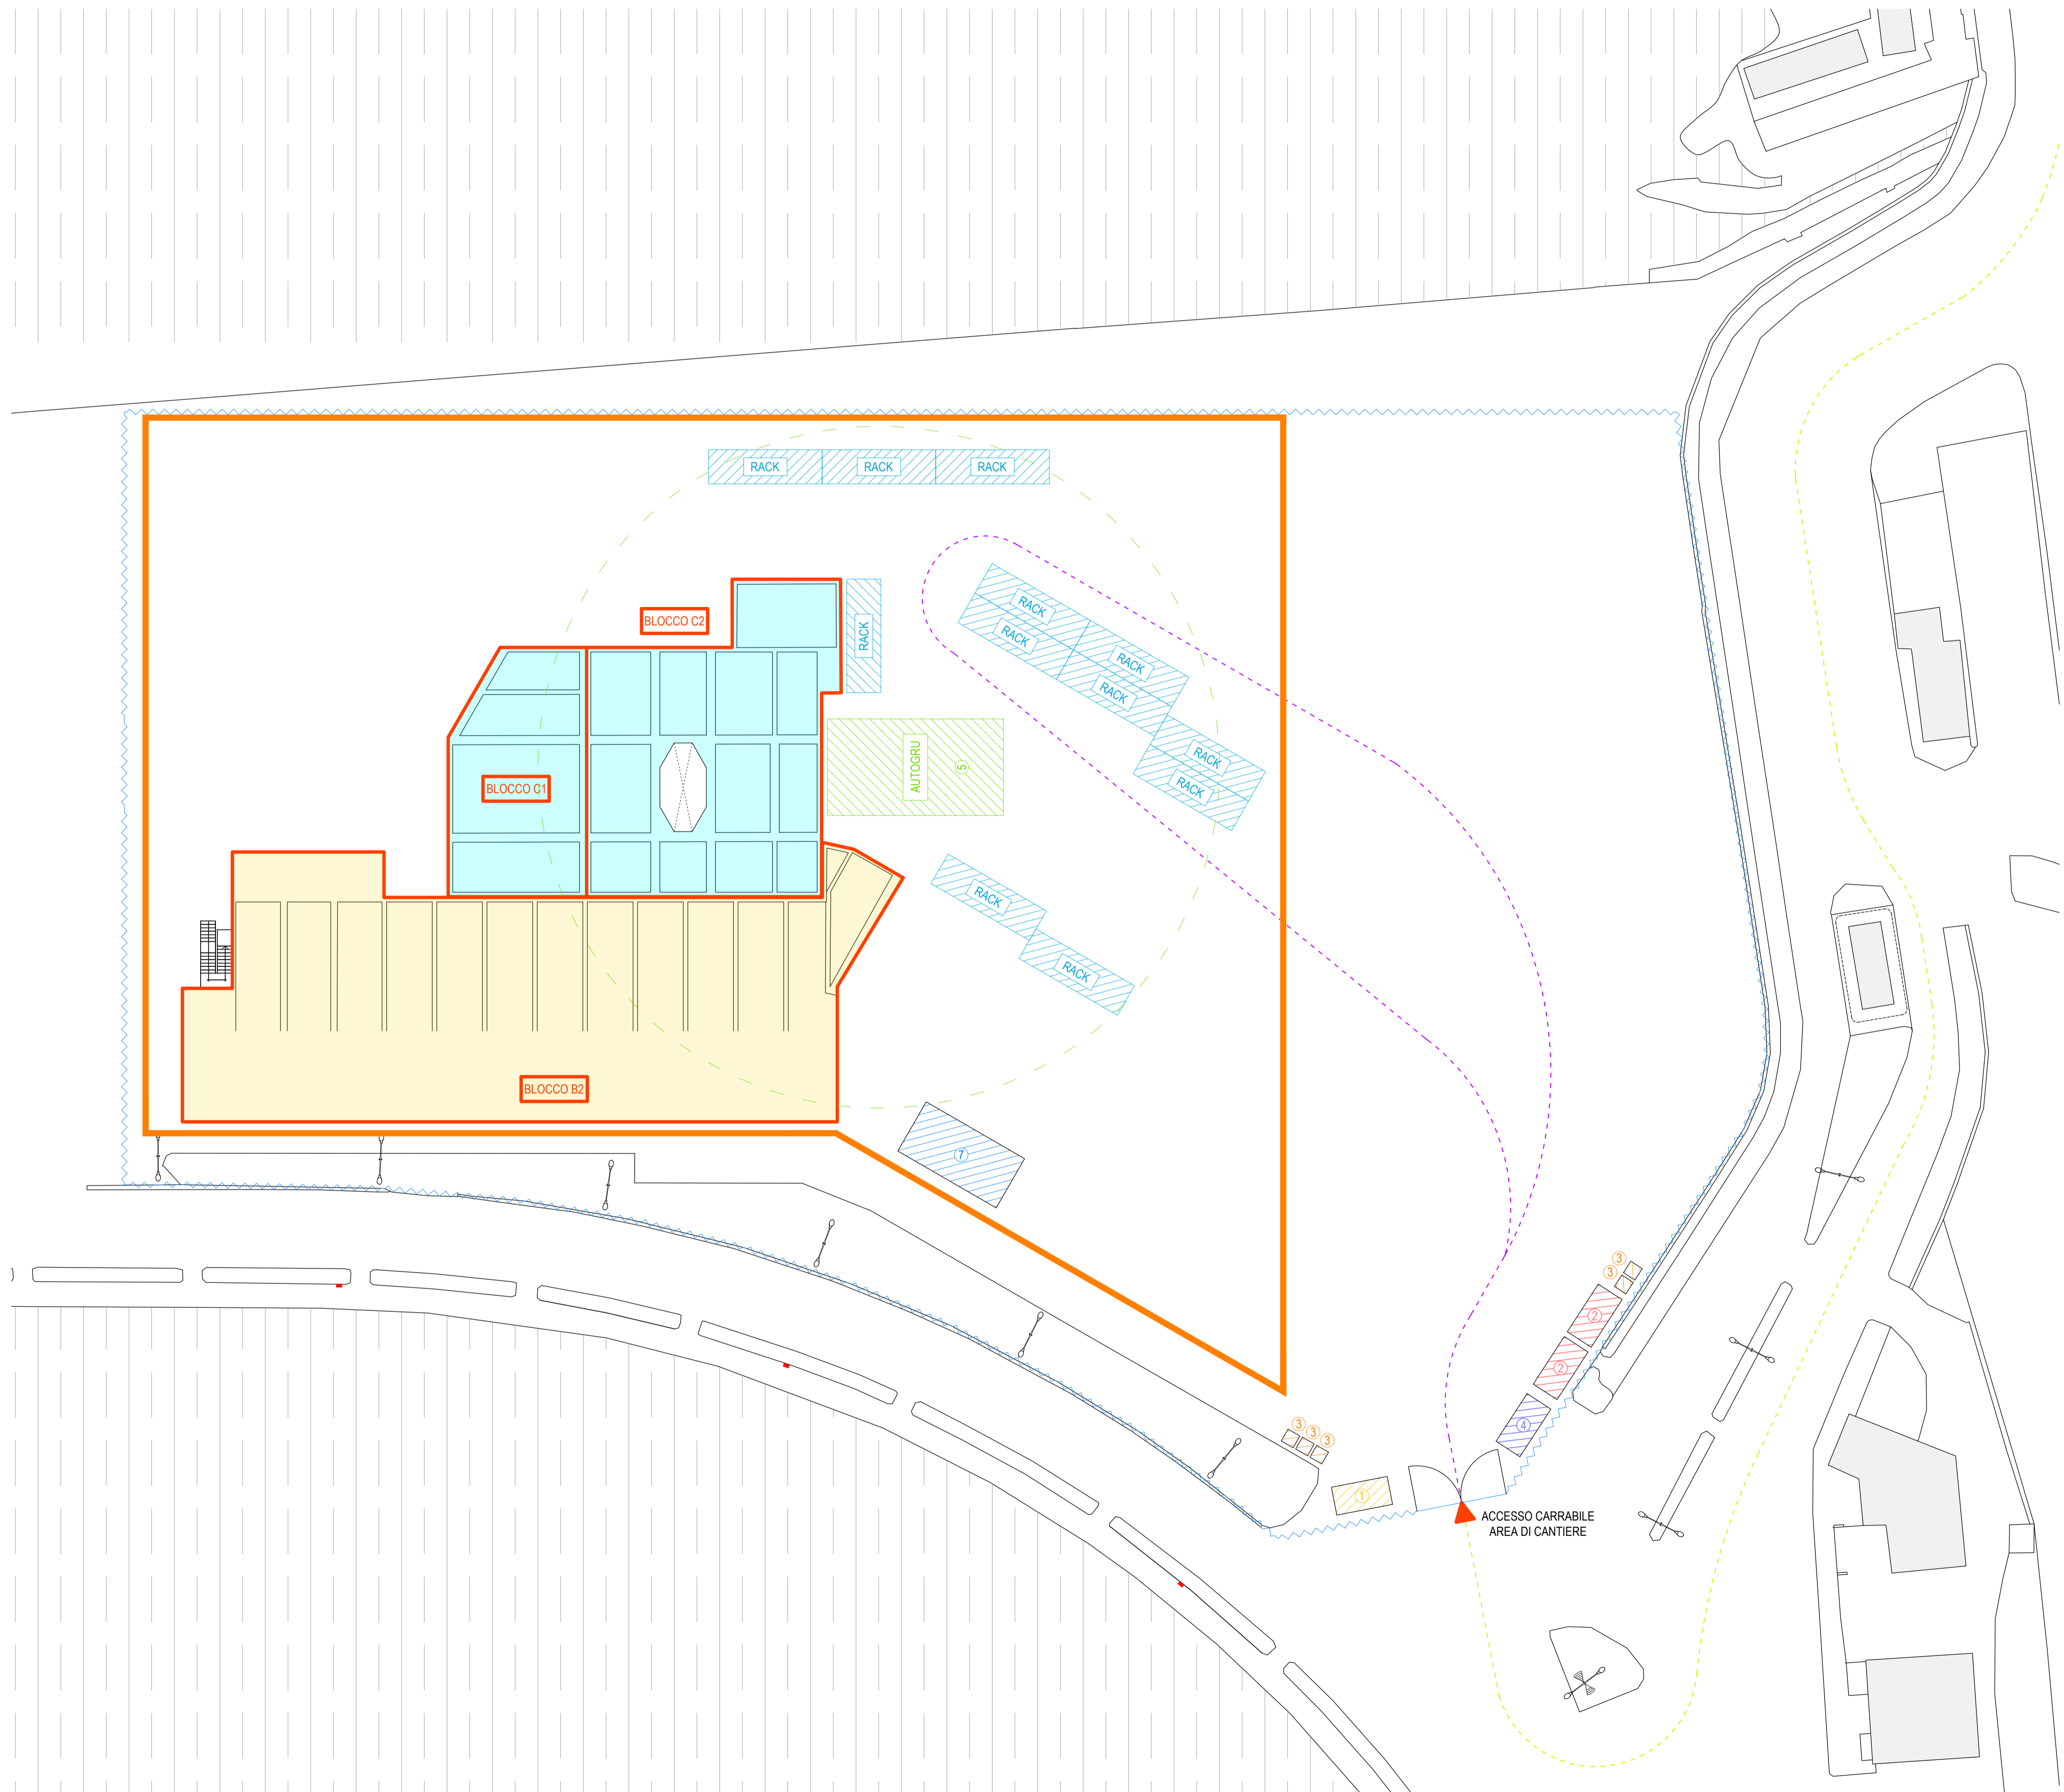 RACK
RACK
RACK
RACK
BLOCCO C2
RACK
RACK
RACK
RACK
RACK
RACK
AUTOGRU
5
BLOCCO C1
RACK
RACK
BLOCCO B2
7
3
3
2
2
4
3
3
3
1
ACCESSO CARRABILE
AREA DI CANTIERE